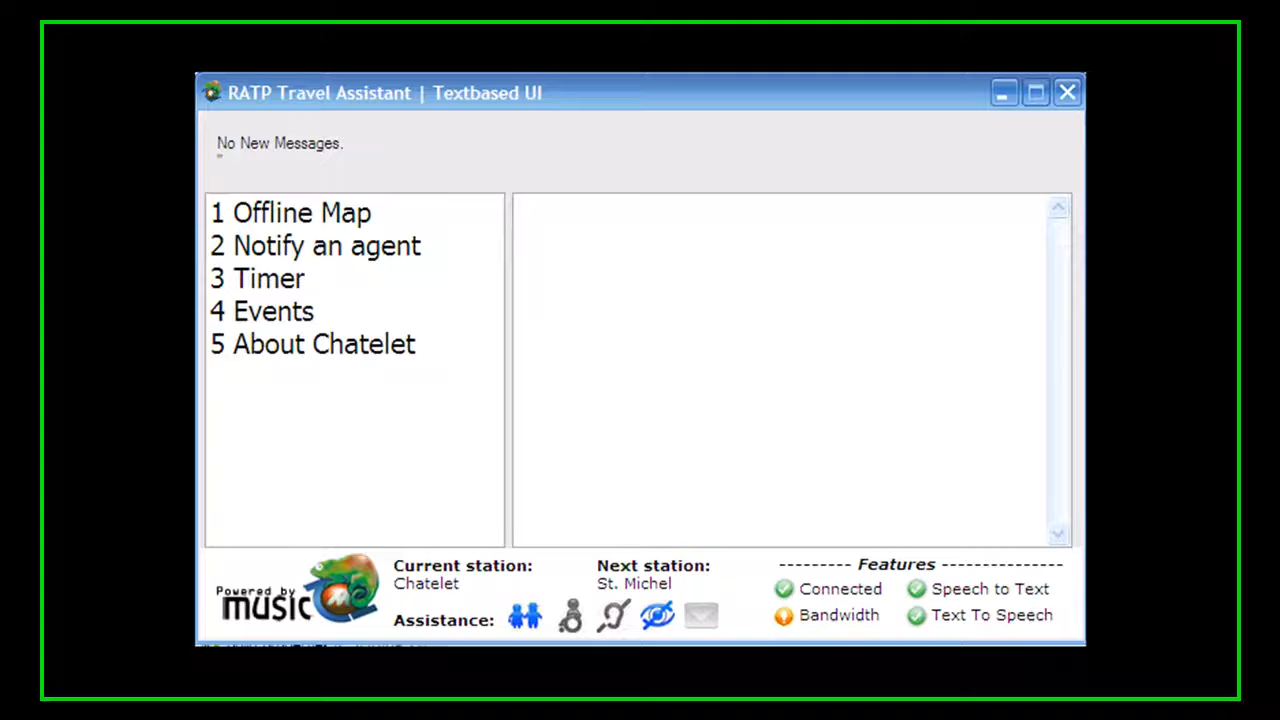 RATP Travel Assistant | Textbased UI
No New Messages.
1 Offline Map
2 Notify an agent
3 Timer
4 Events
5 About Chatelet
Powered by
music
Current station:
Chatelet
Next station:
St. Michel
Assistance:
--------- Features ---------------
Connected
Speech to Text
Bandwidth
Text To Speech